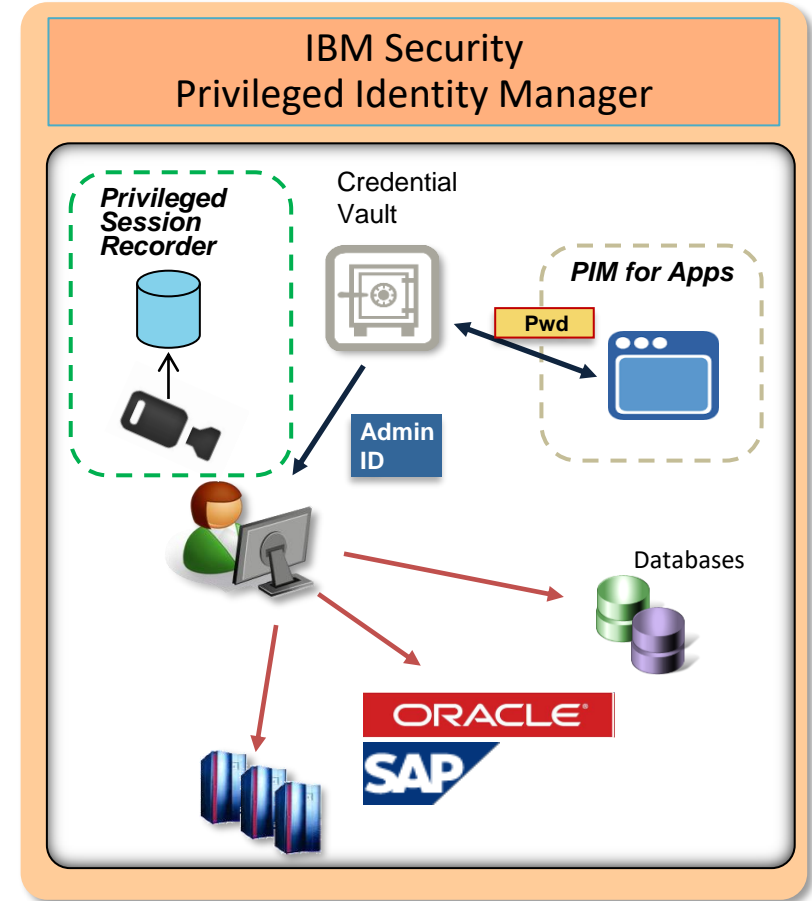 IBM Security
Privileged Identity Manager
Privileged
Session
Recorder
Credential
Vault
PIM for Apps
Pwd
Admin
ID
Databases
ORACLE®
SAP